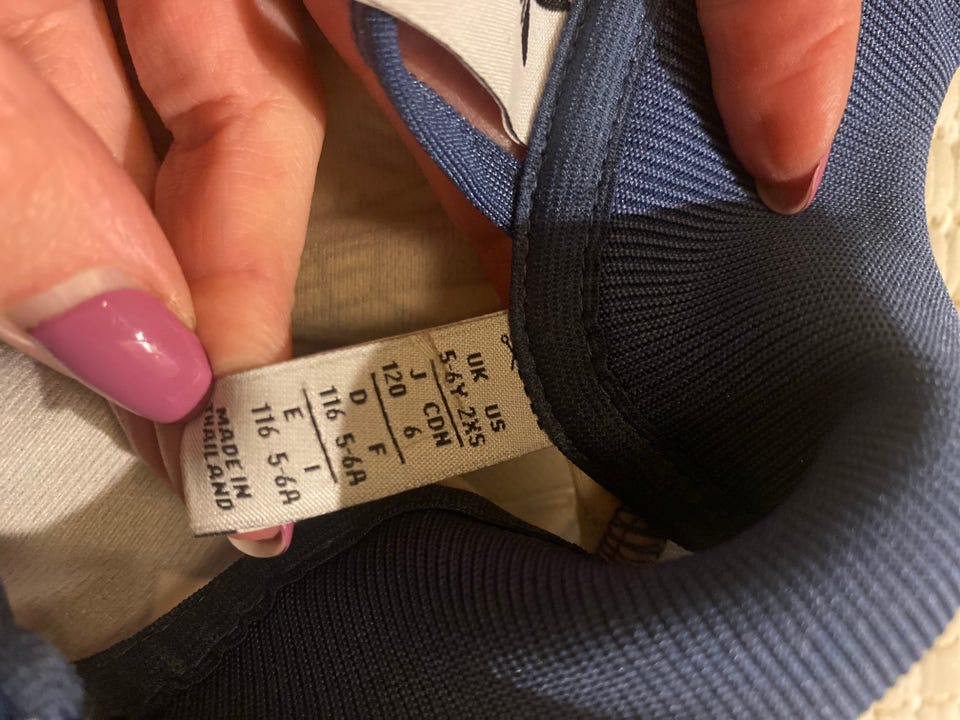 UK US
5-6Y 2XS
J CDN
120 6
D F
116 5-6A
E I
116 5-6A
MADE IN
THAILAND